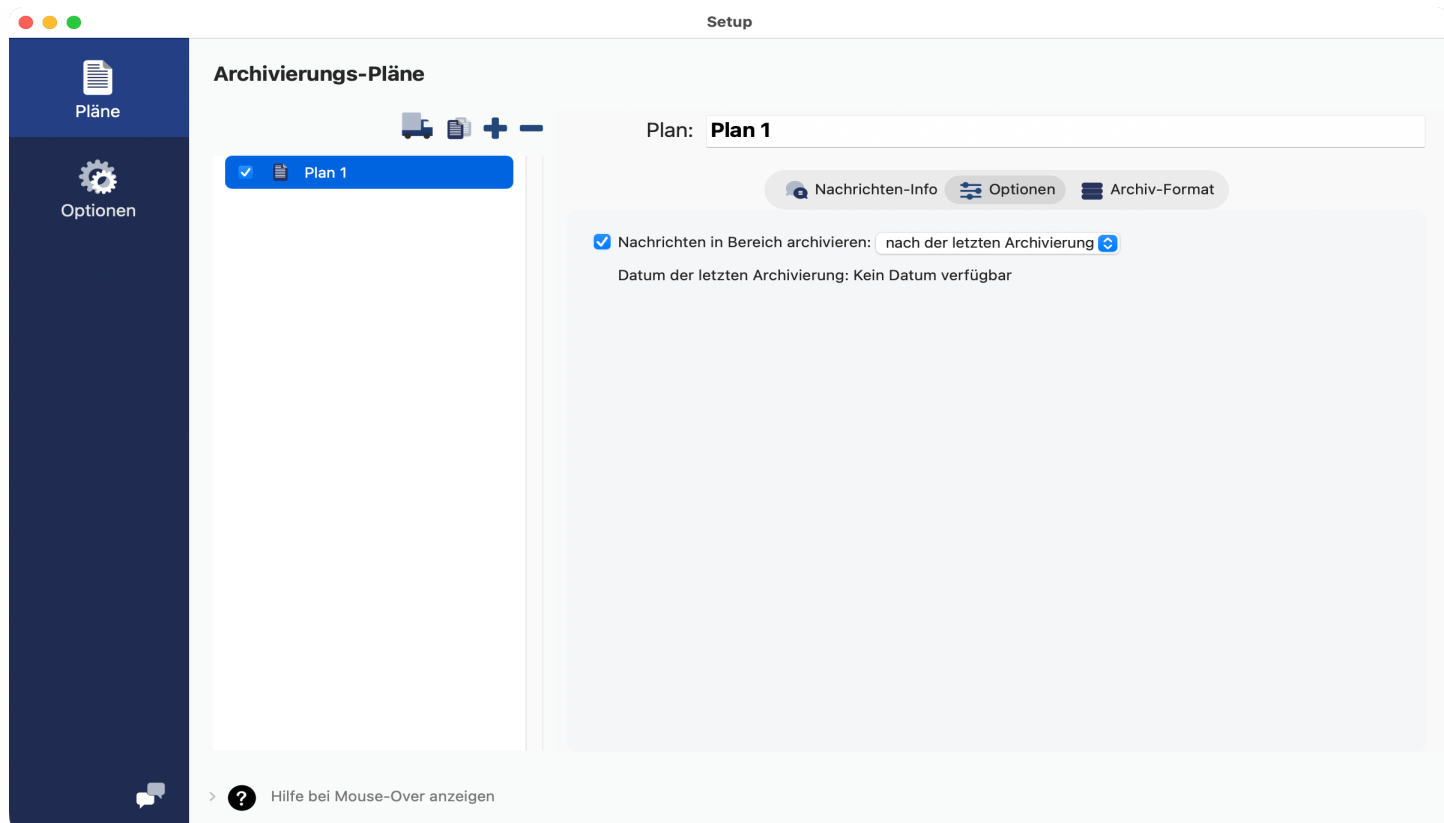 Setup
Pläne
Optionen
Archivierungs-Pläne
Plan 1
Plan: Plan 1
Nachrichten-Info Optionen Archiv-Format
Nachrichten in Bereich archivieren: nach der letzten Archivierung
Datum der letzten Archivierung: Kein Datum verfügbar
? Hilfe bei Mouse-Over anzeigen